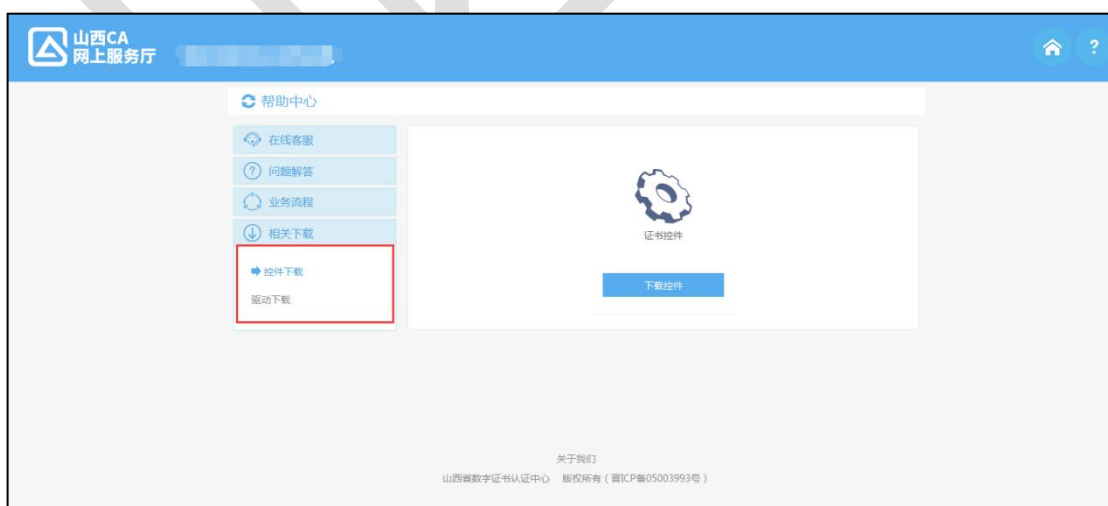 山西CA
网上服务厅
?
帮助中心
在线客服
? 问题解答
业务流程
相关下载
控件下载
驱动下载
证书控件
下载控件
关于我们
山西省数字证书认证中心 版权所有（晋ICP备05003993号）